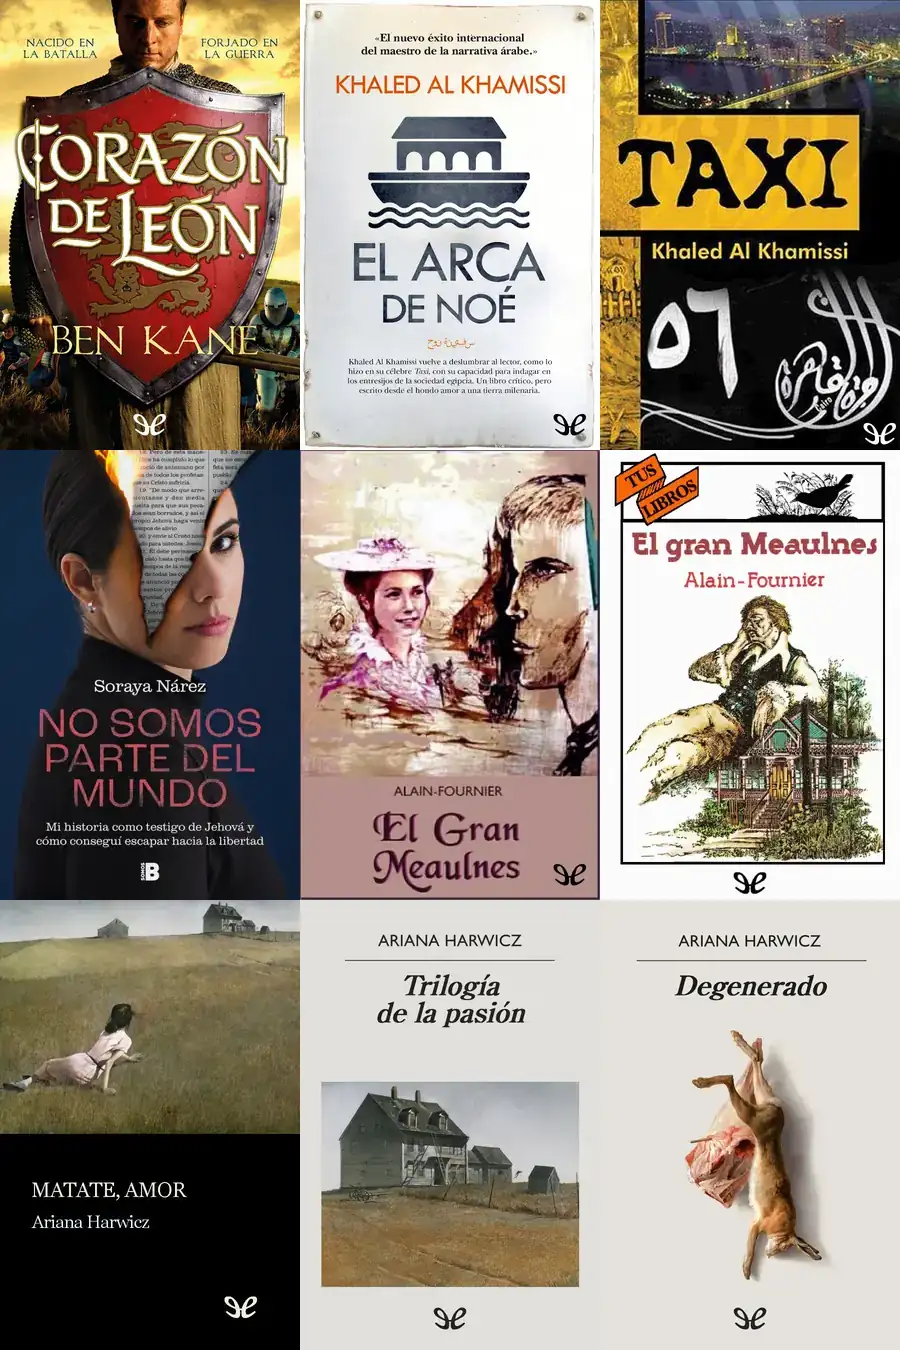 NACIDO EN
LA BATALLA
FORJADO EN
LA GUERRA
CORAZÓN
DE LEÓN
BEN KANE
«El nuevo éxito internacional
del maestro de la narrativa árabe.»
KHALED AL KHAMISSI
EL ARCA
DE NOÉ
Khaled Al Khamissi vuelve a deslumbrar al lector, como lo
hizo en su célebre Taxi, con su capacidad para indagar en
los entresijos de la sociedad egipcia. Un libro crítico, pero
escrito desde el hondo amor a una tierra milenaria.
TAXI
Khaled Al Khamissi
٥٦
Cairo
Soraya Nárez
NO SOMOS
PARTE DEL
MUNDO
Mi historia como testigo de Jehová y
cómo conseguí escapar hacia la libertad
SOMOS B
ALAIN-FOURNIER
El Gran
Meaulnes
TUS
LIBROS
El gran Meaulnes
Alain-Fournier
MATATE, AMOR
Ariana Harwicz
ARIANA HARWICZ
Trilogía
de la pasión
ARIANA HARWICZ
Degenerado